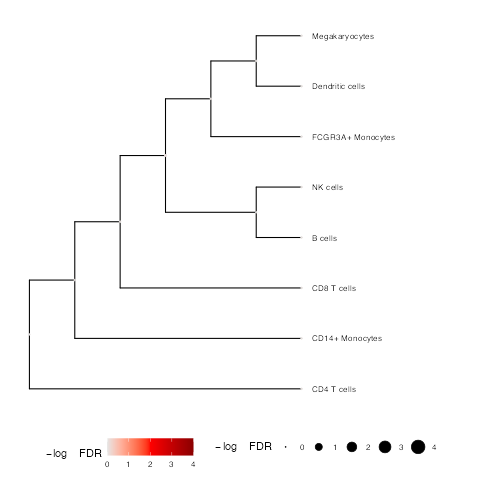 Megakaryocytes
Dendritic cells
FCGR3A+ Monocytes
NK cells
B cells
CD8 T cells
CD14+ Monocytes
CD4 T cells
−log FDR
0 1 2 3 4
−log FDR 0 1 2 3 4